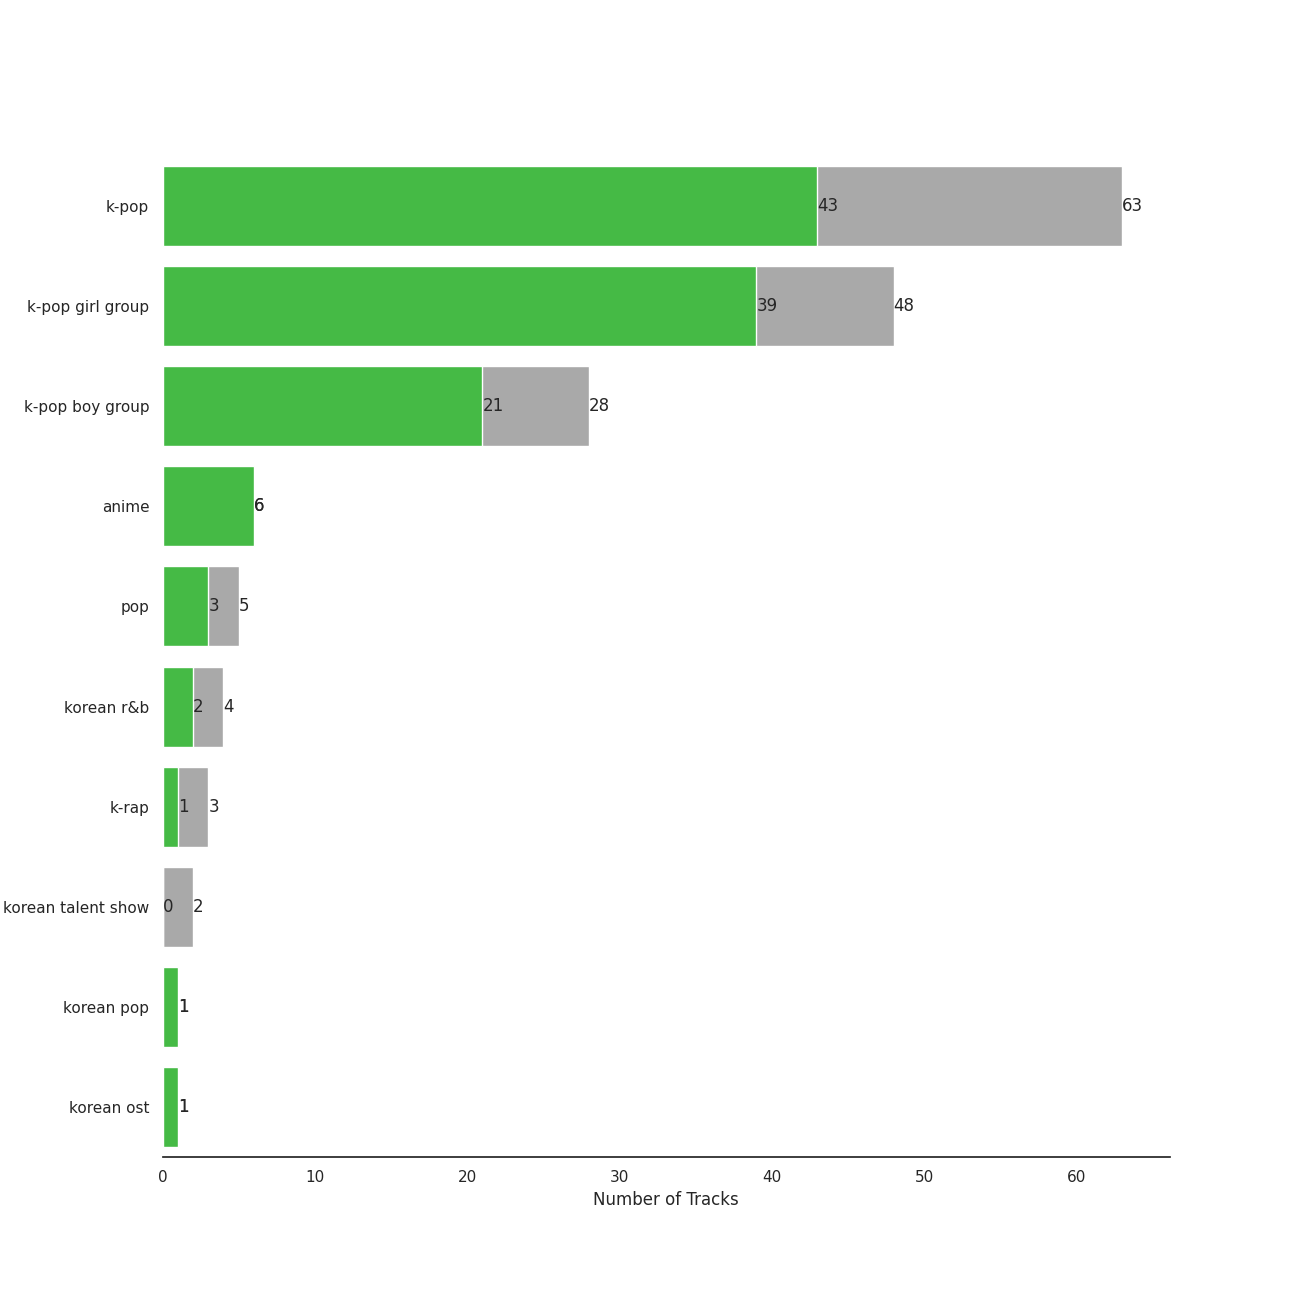 k-pop 43 63
k-pop girl group 39 48
k-pop boy group 21 28
anime 6
pop 3 5
korean r&b 2 4
k-rap 1 3
korean talent show 0 2
korean pop 1
korean ost 1
0 10 20 30 40 50 60
Number of Tracks